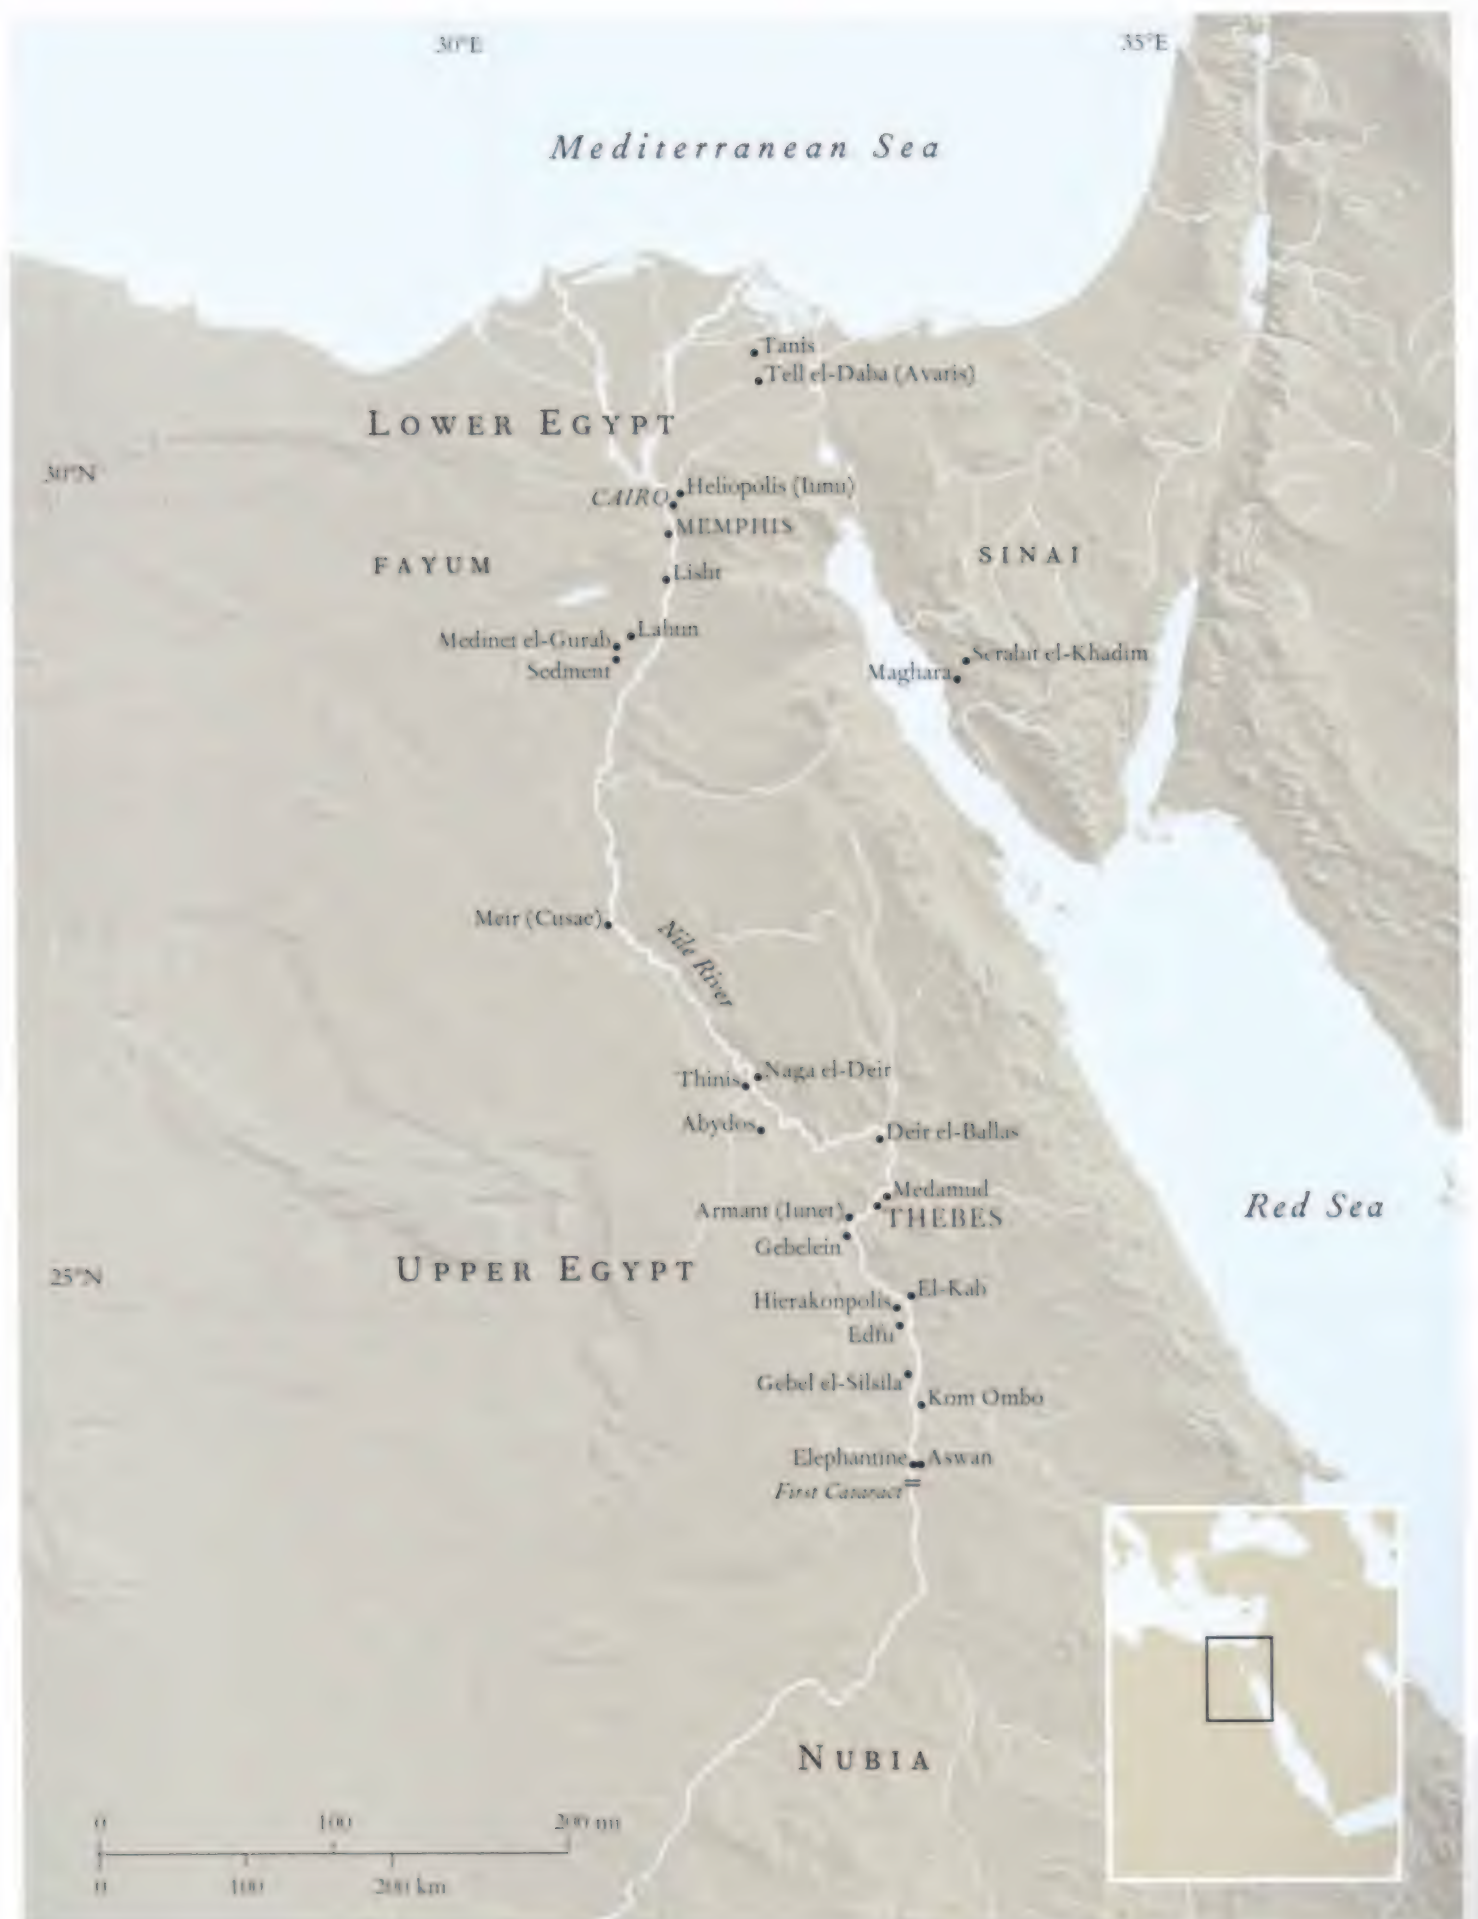 30°E
35°E
Mediterranean Sea
Tanis
Tell el-Daba (Avaris)
LOWER EGYPT
30°N
Heliopolis (Iunu)
CAIRO
MEMPHIS
FAYUM
SINAI
Lisht
Lahun
Medinet el-Gurab
Sedment
Serabit el-Khadim
Maghara
Meir (Cusae)
Nile River
Naga el-Deir
Thinis
Abydos
Deir el-Ballas
Medamud
Armant (Iunet)
THEBES
Red Sea
Gebelein
UPPER EGYPT
25°N
El-Kab
Hierakonpolis
Edfu
Gebel el-Silsila
Kom Ombo
Elephantine
Aswan
First Cataract
NUBIA
0 100 200 mi
0 100 200 km